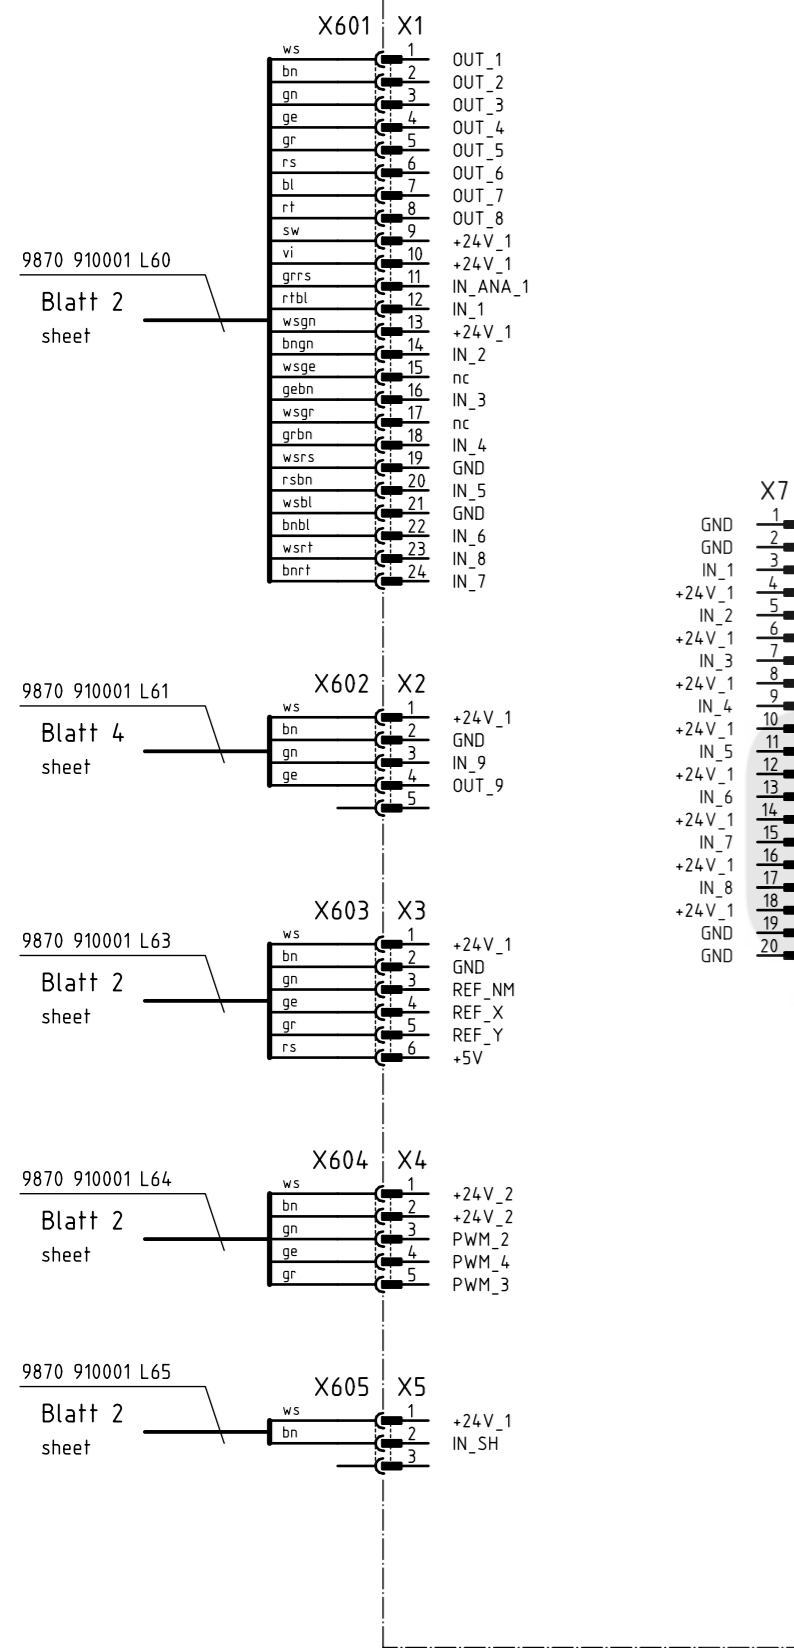 X601 X1
ws 1 OUT_1
bn 2 OUT_2
gn 3 OUT_3
ge 4 OUT_4
gr 5 OUT_5
rs 6 OUT_6
bl 7 OUT_7
rt 8 OUT_8
sw 9 +24V_1
vi 10 +24V_1
grrs 11 IN_ANA_1
rtbl 12 IN_1
wsgn 13 +24V_1
bngn 14 IN_2
wsge 15 nc
gebn 16 IN_3
wsgr 17 nc
grbn 18 IN_4
wsrs 19 GND
rsbn 20 IN_5
wsbl 21 GND
bnbl 22 IN_6
wsrt 23 IN_8
bnrt 24 IN_7
9870 910001 L60
Blatt 2
sheet
X7
GND 1
GND 2
IN_1 3
+24V_1 4
IN_2 5
+24V_1 6
IN_3 7
+24V_1 8
IN_4 9
+24V_1 10
IN_5 11
+24V_1 12
IN_6 13
+24V_1 14
IN_7 15
+24V_1 16
IN_8 17
+24V_1 18
GND 19
GND 20
X602 X2
9870 910001 L61
Blatt 4
sheet
ws 1 +24V_1
bn 2 GND
gn 3 IN_9
ge 4 OUT_9
5
X603 X3
9870 910001 L63
Blatt 2
sheet
ws 1 +24V_1
bn 2 GND
gn 3 REF_NM
ge 4 REF_X
gr 5 REF_Y
rs 6 +5V
X604 X4
9870 910001 L64
Blatt 2
sheet
ws 1 +24V_2
bn 2 +24V_2
gn 3 PWM_2
ge 4 PWM_4
gr 5 PWM_3
X605 X5
9870 910001 L65
Blatt 2
sheet
ws 1 +24V_1
bn 2 IN_SH
3